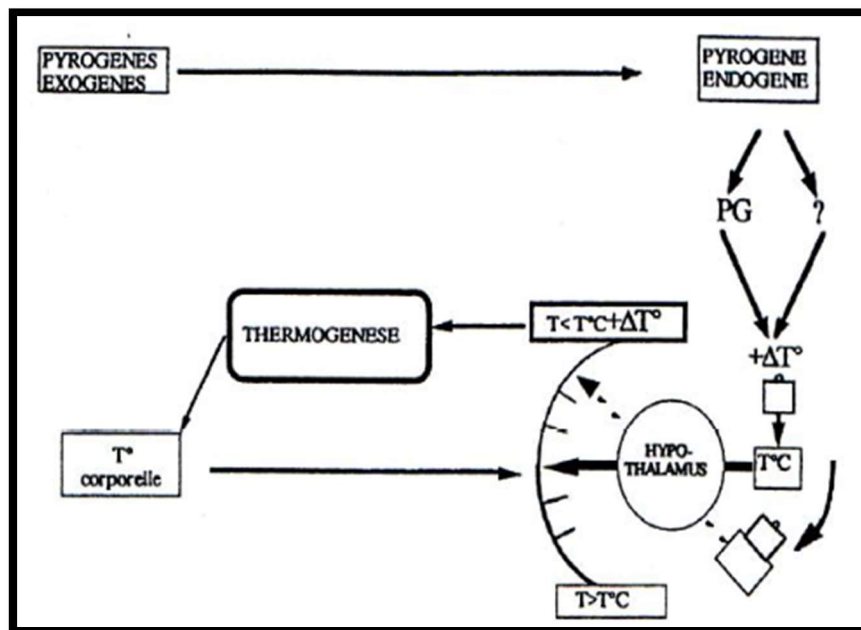 PYROGENES
EXOGENES
PYROGENE
ENDOGENE
PG
?
THERMOGENESE
T<T°C+ΔT°
+ΔT°
T°
corporelle
HYPO-
THALAMUS
T°C
T>T°C